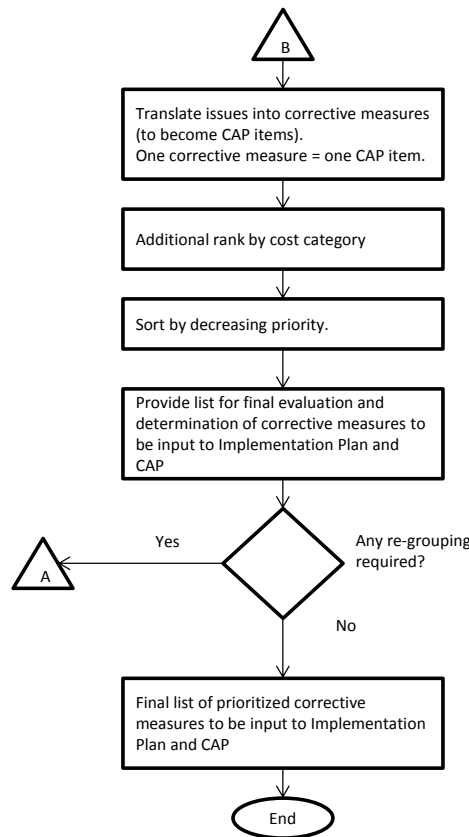 B
Translate issues into corrective measures
(to become CAP items).
One corrective measure = one CAP item.
Additional rank by cost category
Sort by decreasing priority.
Provide list for final evaluation and
determination of corrective measures to
be input to Implementation Plan and
CAP
Yes
Any re-grouping
required?
A
No
Final list of prioritized corrective
measures to be input to Implementation
Plan and CAP
End